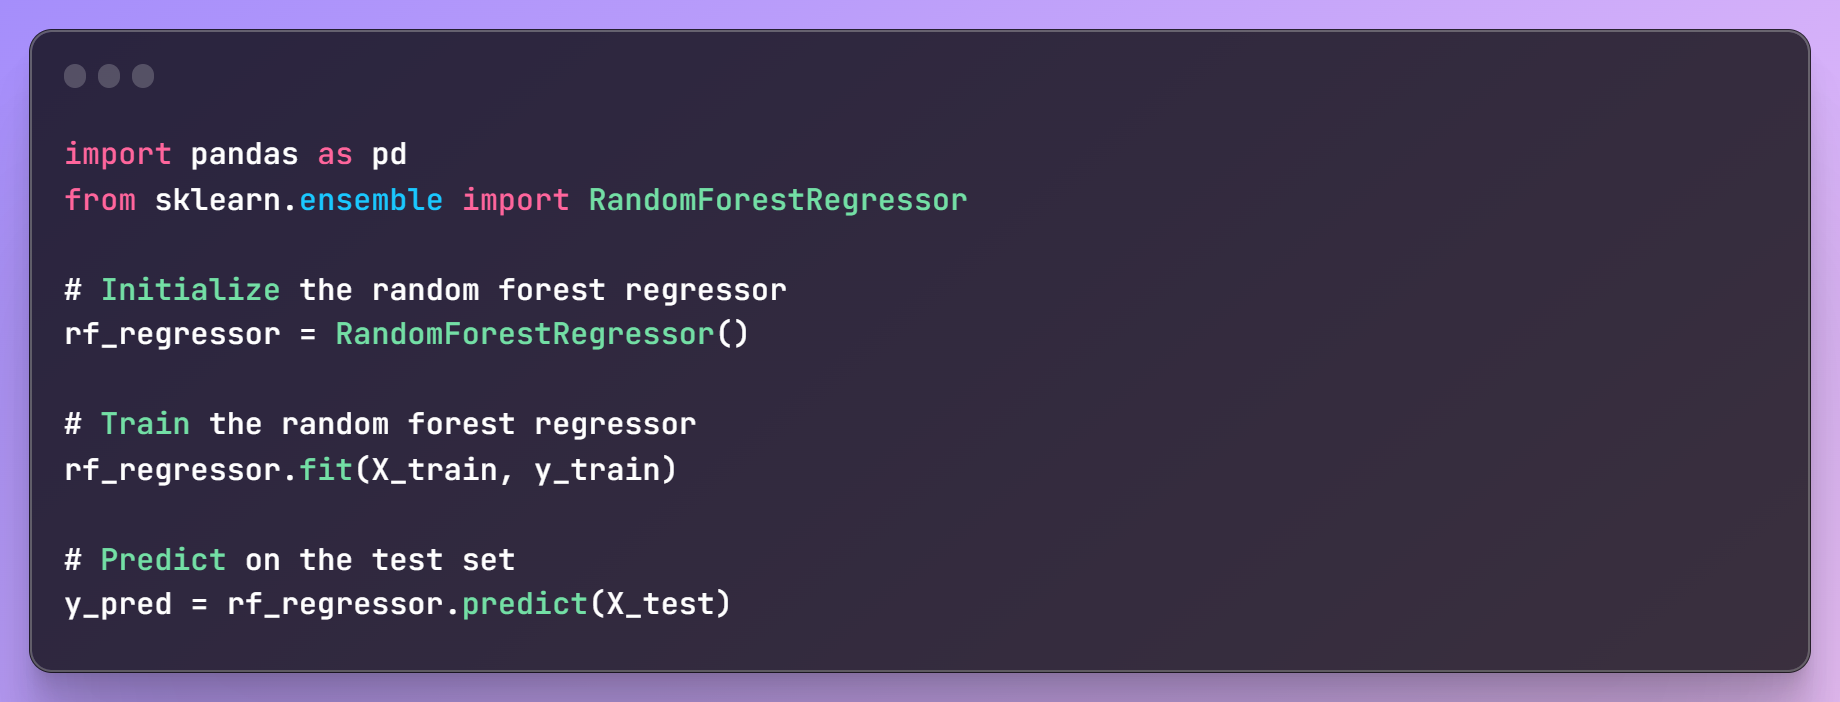 import pandas as pd
from sklearn.ensemble import RandomForestRegressor
# Initialize the random forest regressor
rf_regressor = RandomForestRegressor()
# Train the random forest regressor
rf_regressor.fit(X_train, y_train)
# Predict on the test set
y_pred = rf_regressor.predict(X_test)